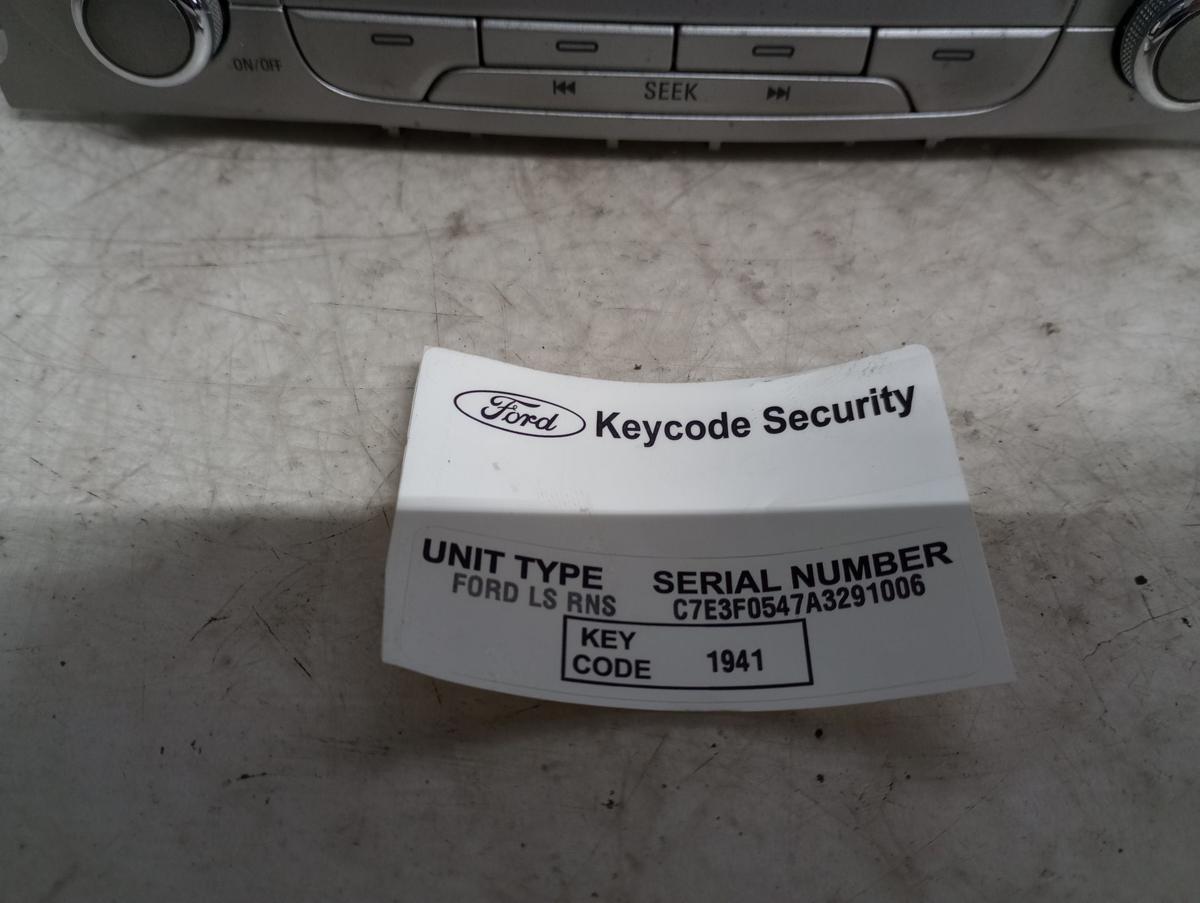 ON/OFF
SEEK
Ford Keycode Security
UNIT TYPE SERIAL NUMBER
FORD LS RNS C7E3F0547A3291006
KEY CODE 1941